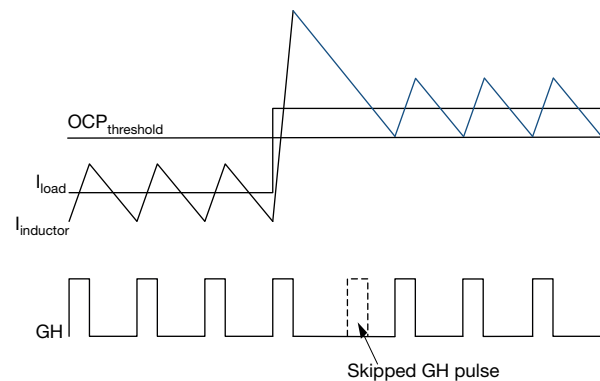 OCPthreshold
Iload
Iinductor
GH
Skipped GH pulse